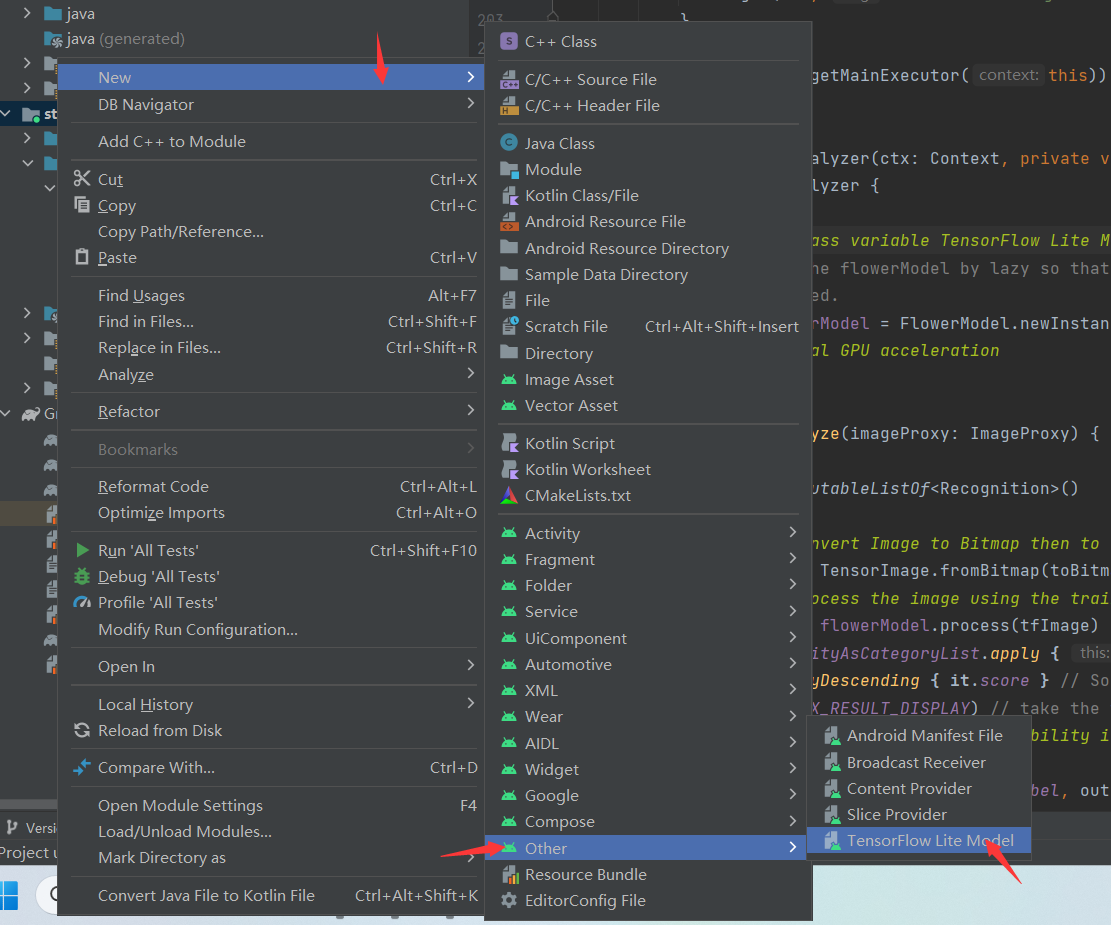 java
java (generated)
st
Gr
Versi
Project u
New
DB Navigator
Add C++ to Module
Cut Ctrl+X
Copy Ctrl+C
Copy Path/Reference...
Paste Ctrl+V
Find Usages Alt+F7
Find in Files... Ctrl+Shift+F
Replace in Files... Ctrl+Shift+R
Analyze
Refactor
Bookmarks
Reformat Code Ctrl+Alt+L
Optimize Imports Ctrl+Alt+O
Run 'All Tests' Ctrl+Shift+F10
Debug 'All Tests'
Profile 'All Tests'
Modify Run Configuration...
Open In
Local History
Reload from Disk
Compare With... Ctrl+D
Open Module Settings F4
Load/Unload Modules...
Mark Directory as
Convert Java File to Kotlin File Ctrl+Alt+Shift+K
C++ Class
C/C++ Source File
C/C++ Header File
Java Class
Module
Kotlin Class/File
Android Resource File
Android Resource Directory
Sample Data Directory
File
Scratch File Ctrl+Alt+Shift+Insert
Directory
Image Asset
Vector Asset
Kotlin Script
Kotlin Worksheet
CMakeLists.txt
Activity
Fragment
Folder
Service
UiComponent
Automotive
XML
Wear
AIDL
Widget
Google
Compose
Other
Resource Bundle
EditorConfig File
Android Manifest File
Broadcast Receiver
Content Provider
Slice Provider
TensorFlow Lite Model
203
}
getMainExecutor( context: this))
alyzer(ctx: Context, private v
lyzer {
ass variable TensorFlow Lite M
ne flowerModel by lazy so that
ed.
rModel = FlowerModel.newInstan
al GPU acceleration
yze(imageProxy: ImageProxy) {
utableListOf<Recognition>()
nvert Image to Bitmap then to
TensorImage.fromBitmap(toBitm
ocess the image using the trai
flowerModel.process(tfImage)
ityAsCategoryList.apply { this:
yDescending { it.score } // So
X_RESULT_DISPLAY) // take the
bility i
bel, out